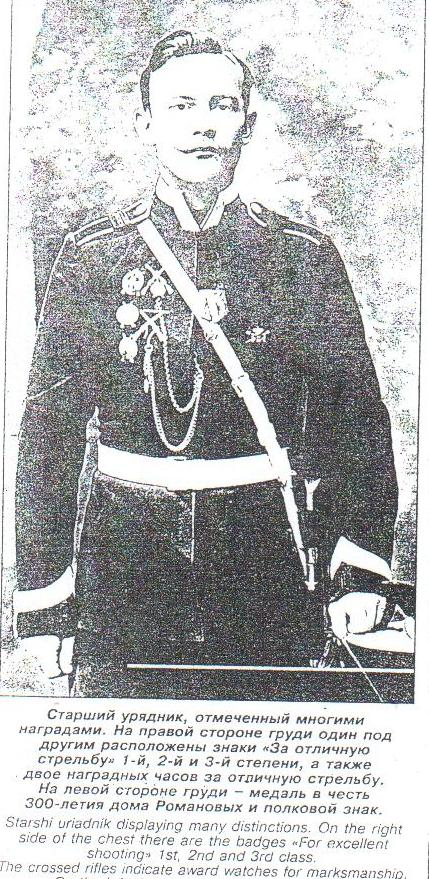 Старший урядник, отмеченный многими
наградами. На правой стороне груди один под
другим расположены знаки «За отличную
стрельбу» 1-й, 2-й и 3-й степени, а также
двое наградных часов за отличную стрельбу.
На левой стороне груди – медаль в честь
300-летия дома Романовых и полковой знак.
Starshi uriadnik displaying many distinctions. On the right
side of the chest there are the badges «For excellent
shooting» 1st, 2nd and 3rd class.
The crossed rifles indicate award watches for marksmanship.